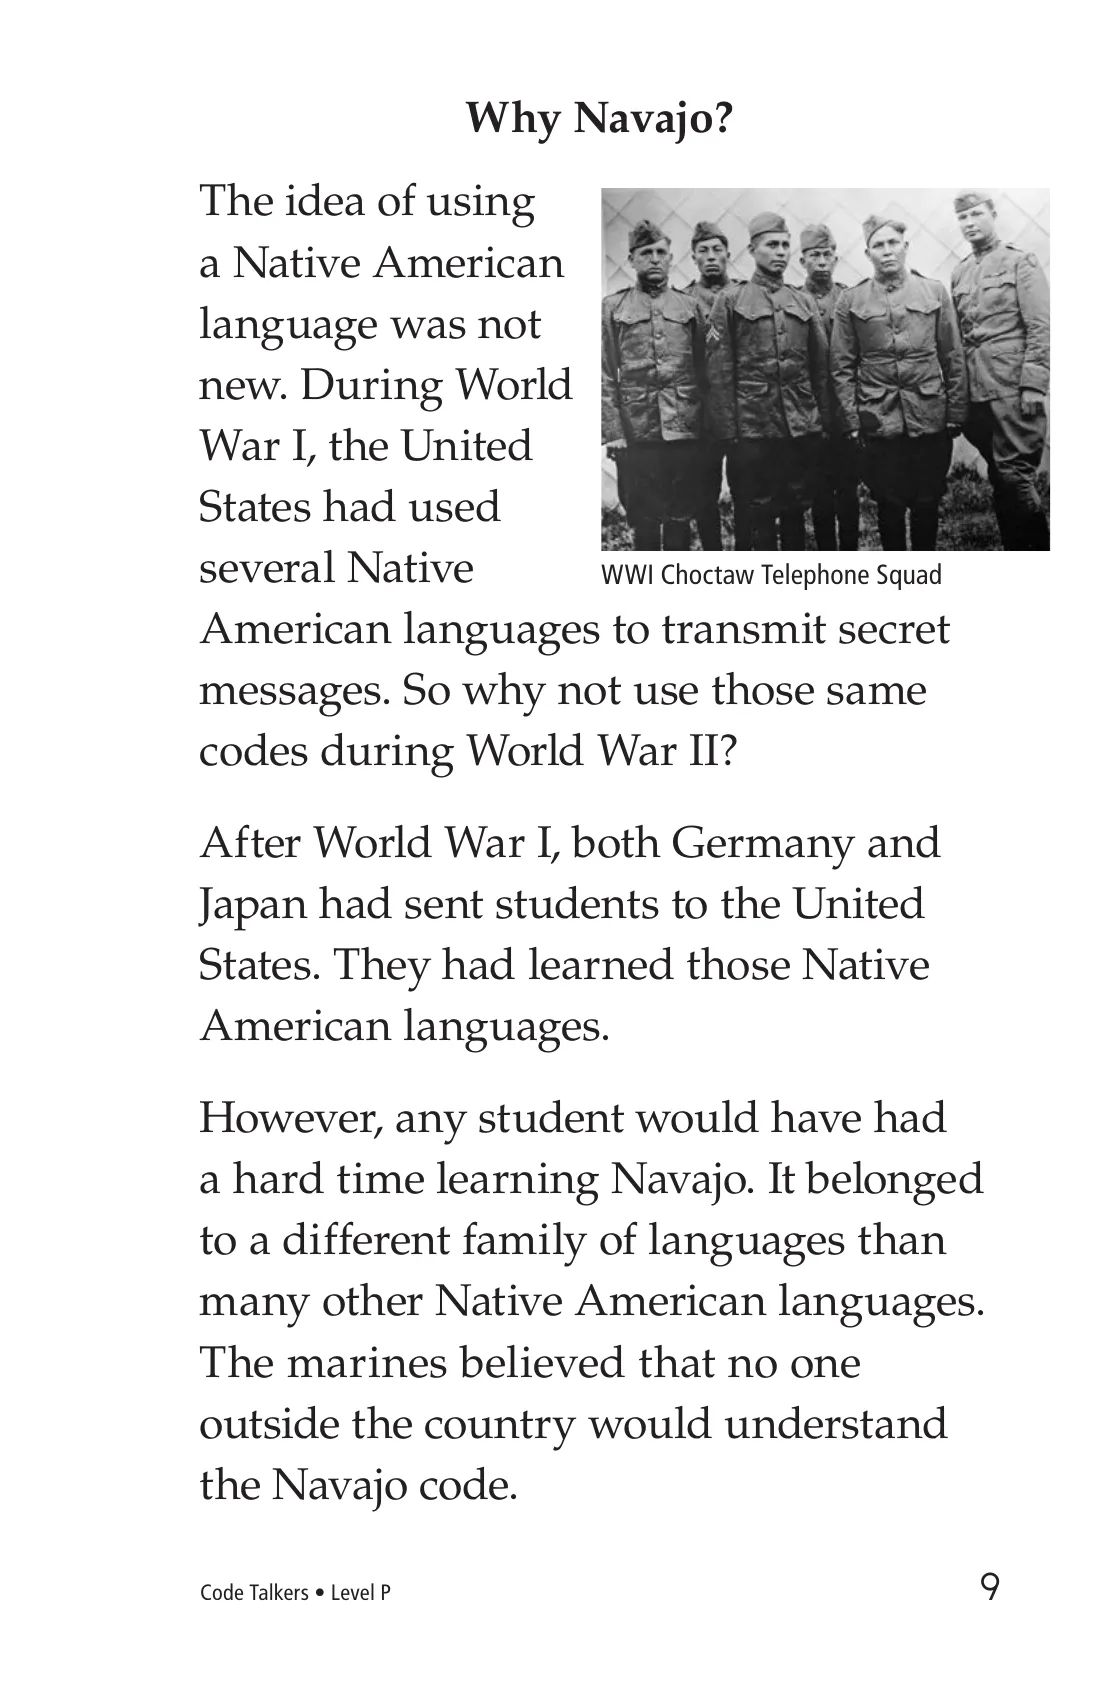 Why Navajo?
The idea of using
a Native American
language was not
new. During World
War I, the United
States had used
several Native
WWI Choctaw Telephone Squad
American languages to transmit secret
messages. So why not use those same
codes during World War II?
After World War I, both Germany and
Japan had sent students to the United
States. They had learned those Native
American languages.
However, any student would have had
a hard time learning Navajo. It belonged
to a different family of languages than
many other Native American languages.
The marines believed that no one
outside the country would understand
the Navajo code.
Code Talkers • Level P
9